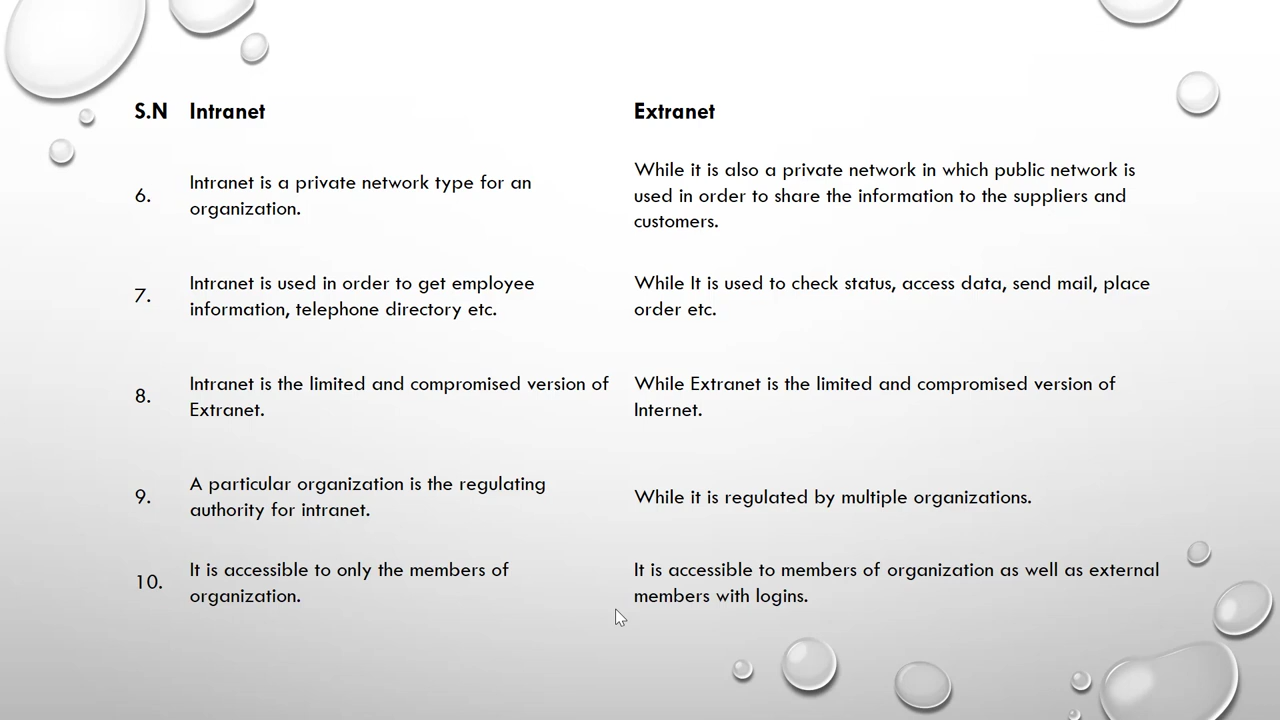 S.N Intranet Extranet
6. Intranet is a private network type for an
organization.
While it is also a private network in which public network is
used in order to share the information to the suppliers and
customers.
7. Intranet is used in order to get employee
information, telephone directory etc.
While It is used to check status, access data, send mail, place
order etc.
8. Intranet is the limited and compromised version of
Extranet.
While Extranet is the limited and compromised version of
Internet.
9. A particular organization is the regulating
authority for intranet.
While it is regulated by multiple organizations.
10. It is accessible to only the members of
organization.
It is accessible to members of organization as well as external
members with logins.